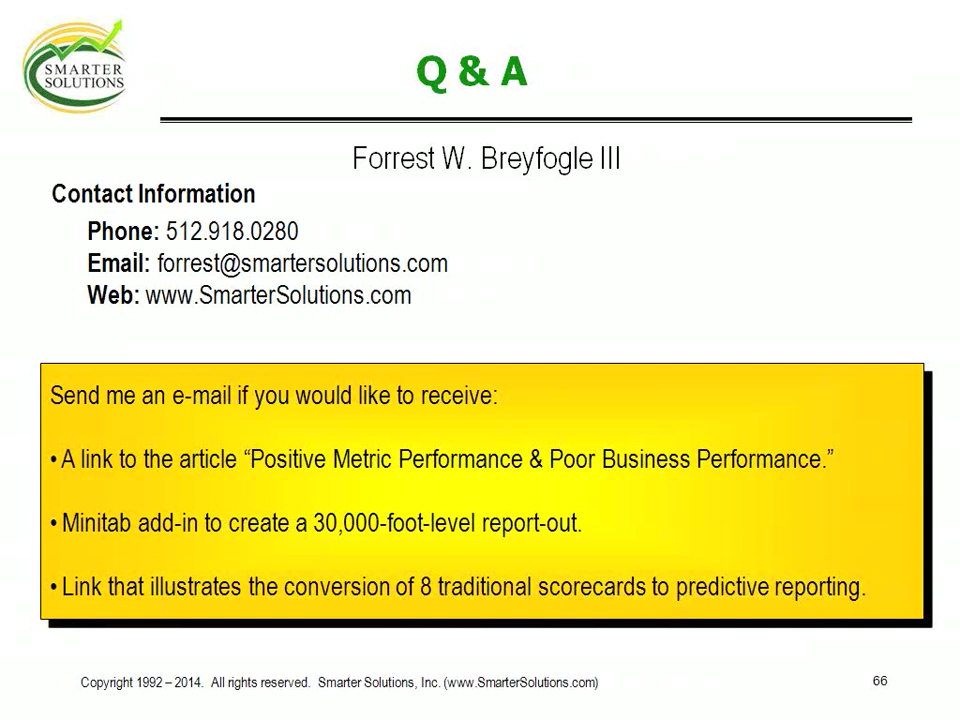 SMARTER
SOLUTIONS
Q & A
Forrest W. Breyfogle III
Contact Information
Phone: 512.918.0280
Email: forrest@smartersolutions.com
Web: www.SmarterSolutions.com
Send me an e-mail if you would like to receive:
• A link to the article “Positive Metric Performance & Poor Business Performance.”
• Minitab add-in to create a 30,000-foot-level report-out.
• Link that illustrates the conversion of 8 traditional scorecards to predictive reporting.
Copyright 1992 – 2014. All rights reserved. Smarter Solutions, Inc. (www.SmarterSolutions.com)
66